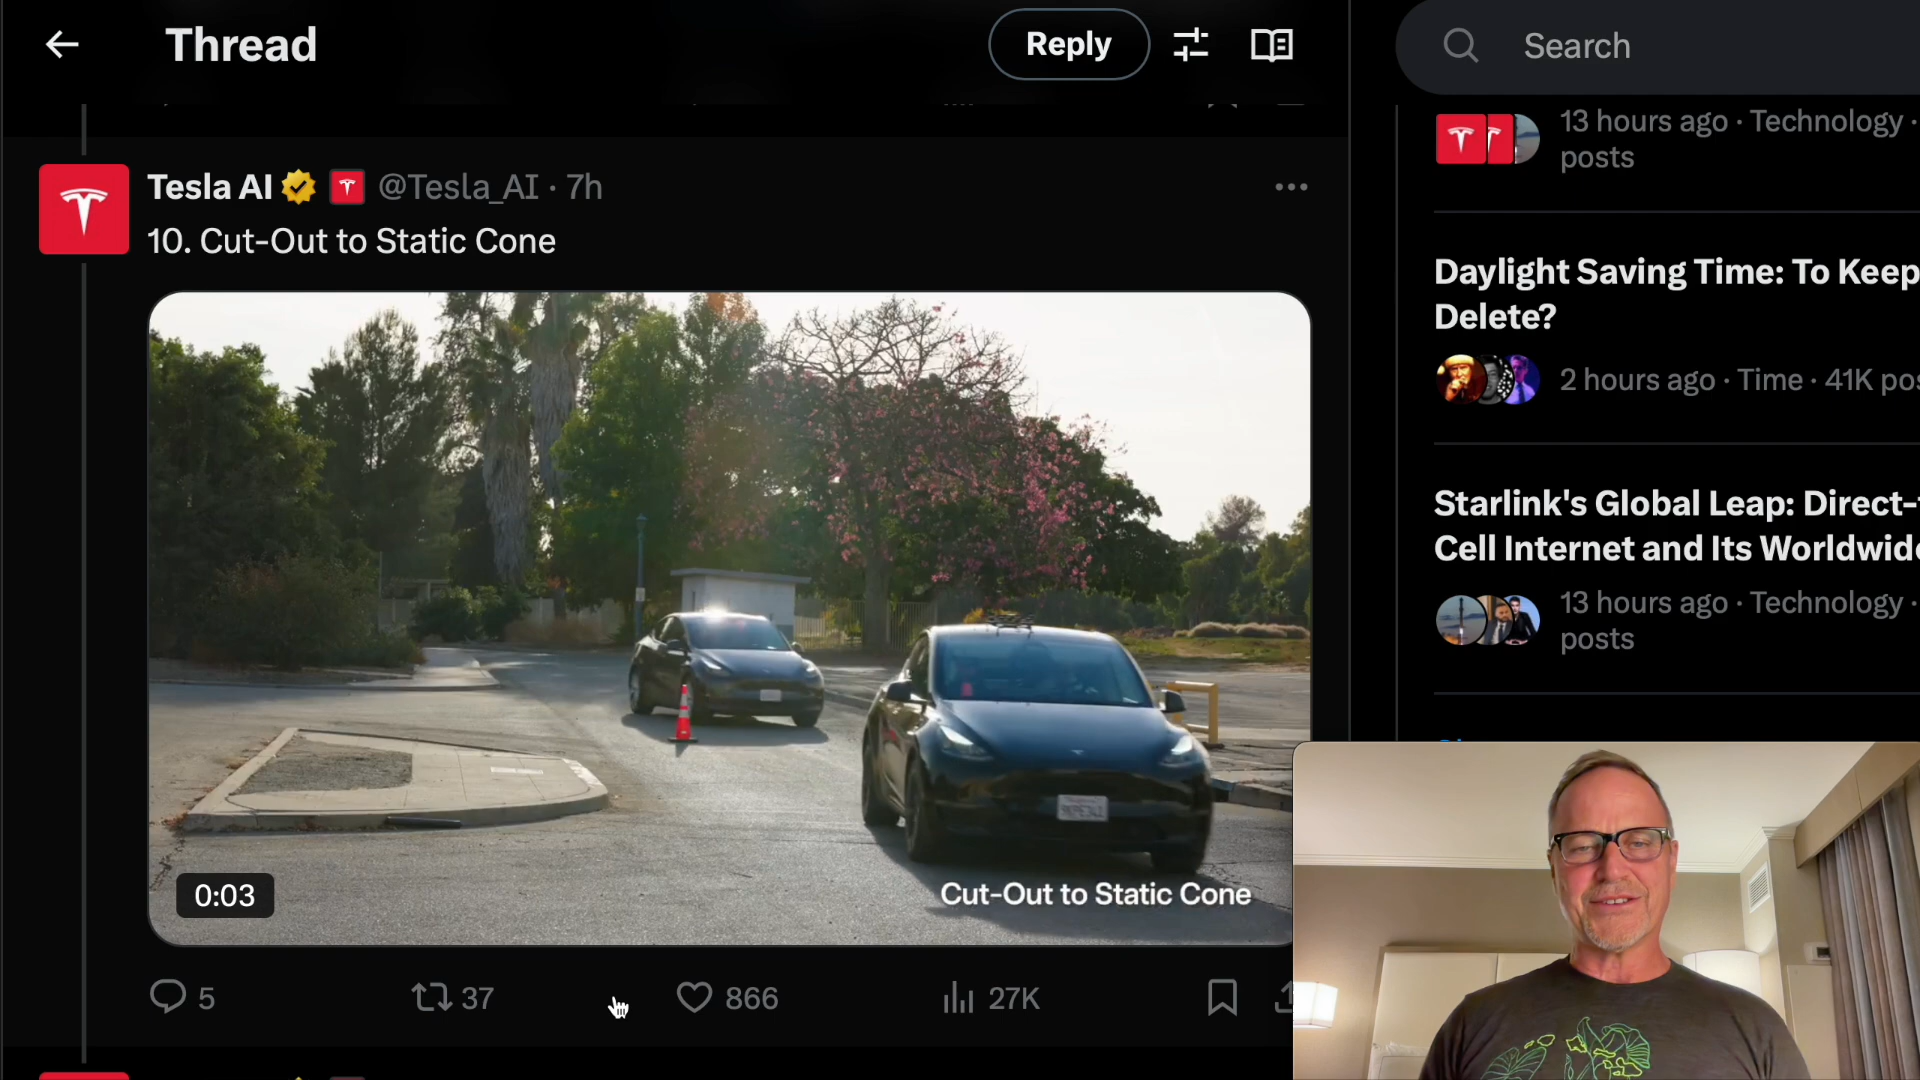 Thread
Reply
Search
Tesla AI @Tesla_AI · 7h
10. Cut-Out to Static Cone
0:03
Cut-Out to Static Cone
5
37
866
27K
13 hours ago · Technology ·
posts
Daylight Saving Time: To Keep
Delete?
2 hours ago · Time · 41K pos
Starlink's Global Leap: Direct-
Cell Internet and Its Worldwide
13 hours ago · Technology ·
posts